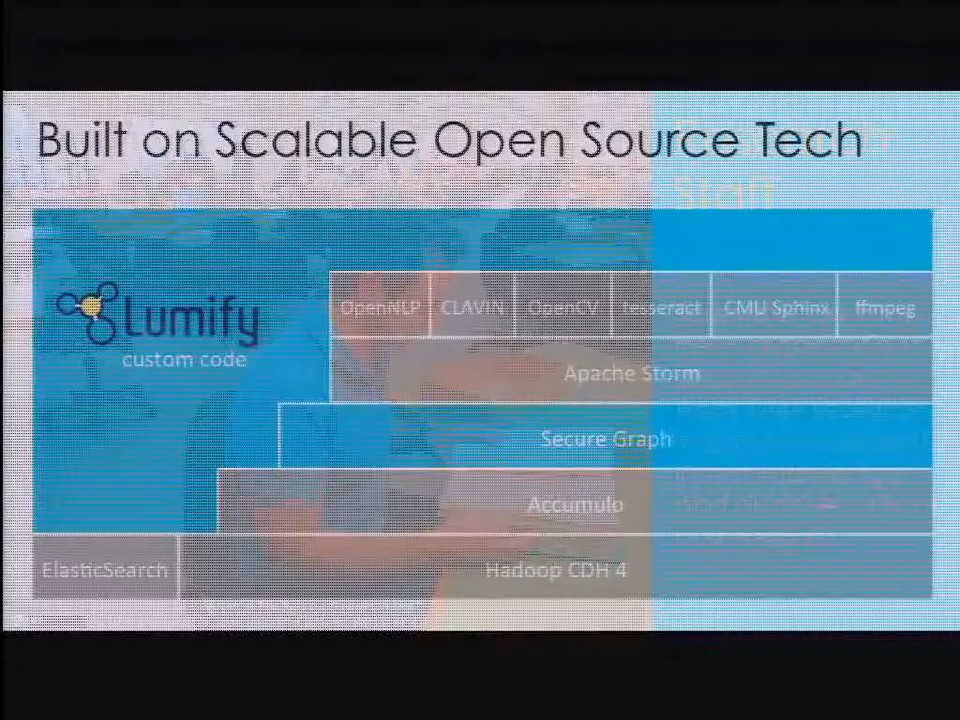 Built on Scalable Open Source Tech
Staff
Lumify
custom code
OpenNLP CLAVIN OpenCV tesseract CMU Sphinx ffmpeg
Apache Storm
Secure Graph
Accumulo
ElasticSearch Hadoop CDH 4